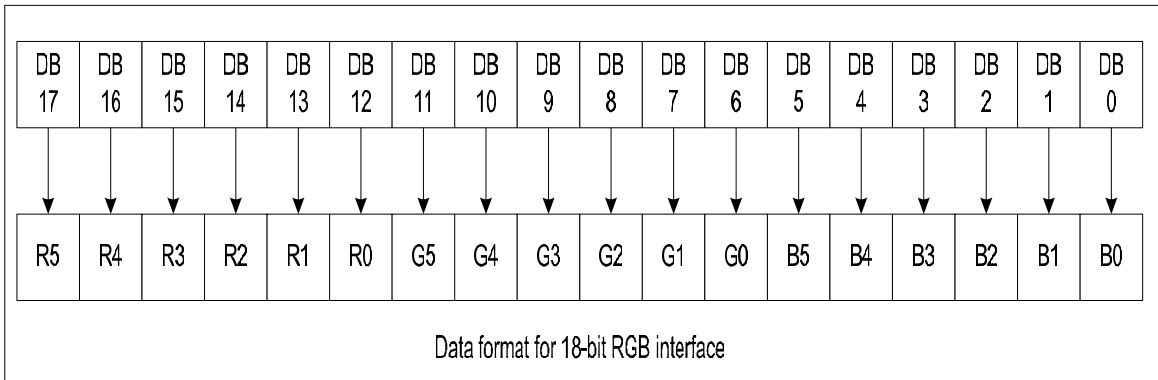 DB DB DB DB DB DB DB DB DB DB DB DB DB DB DB DB DB DB
17 16 15 14 13 12 11 10 9 8 7 6 5 4 3 2 1 0
R5 R4 R3 R2 R1 R0 G5 G4 G3 G2 G1 G0 B5 B4 B3 B2 B1 B0
Data format for 18-bit RGB interface